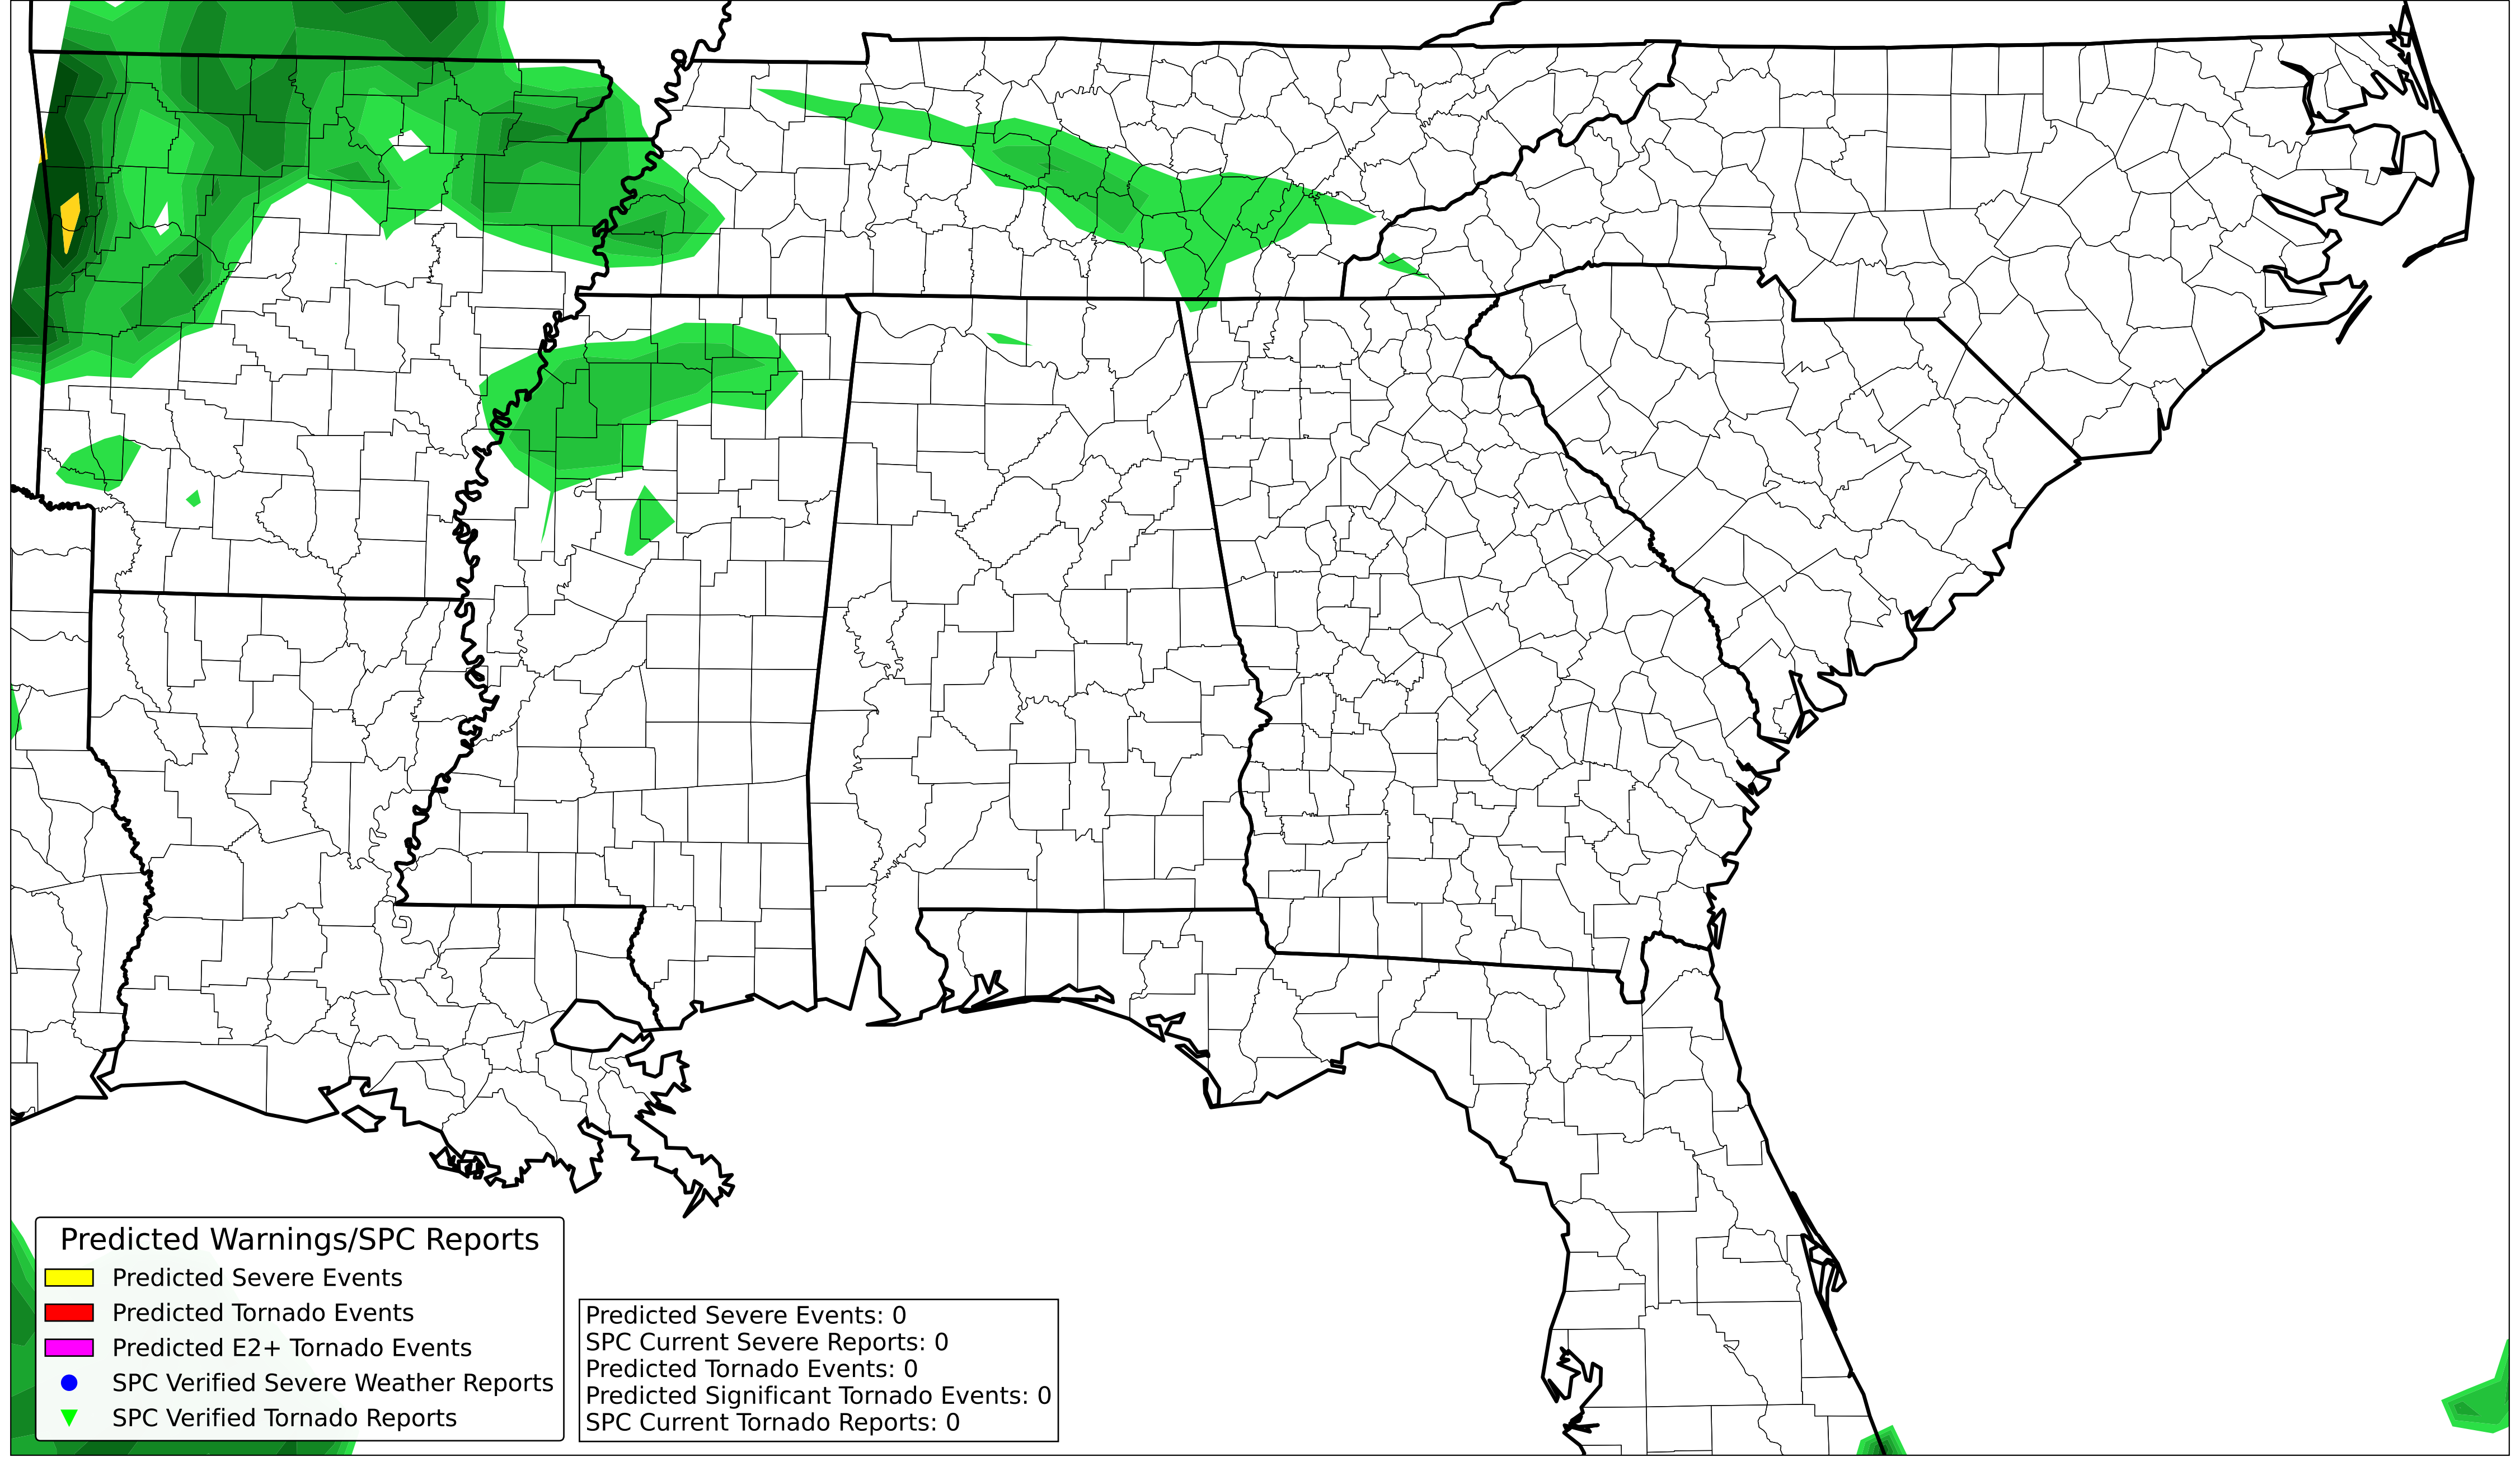 Predicted Warnings/SPC Reports
Predicted Severe Events
Predicted Tornado Events
Predicted E2+ Tornado Events
SPC Verified Severe Weather Reports
SPC Verified Tornado Reports
Predicted Severe Events: 0
SPC Current Severe Reports: 0
Predicted Tornado Events: 0
Predicted Significant Tornado Events: 0
SPC Current Tornado Reports: 0